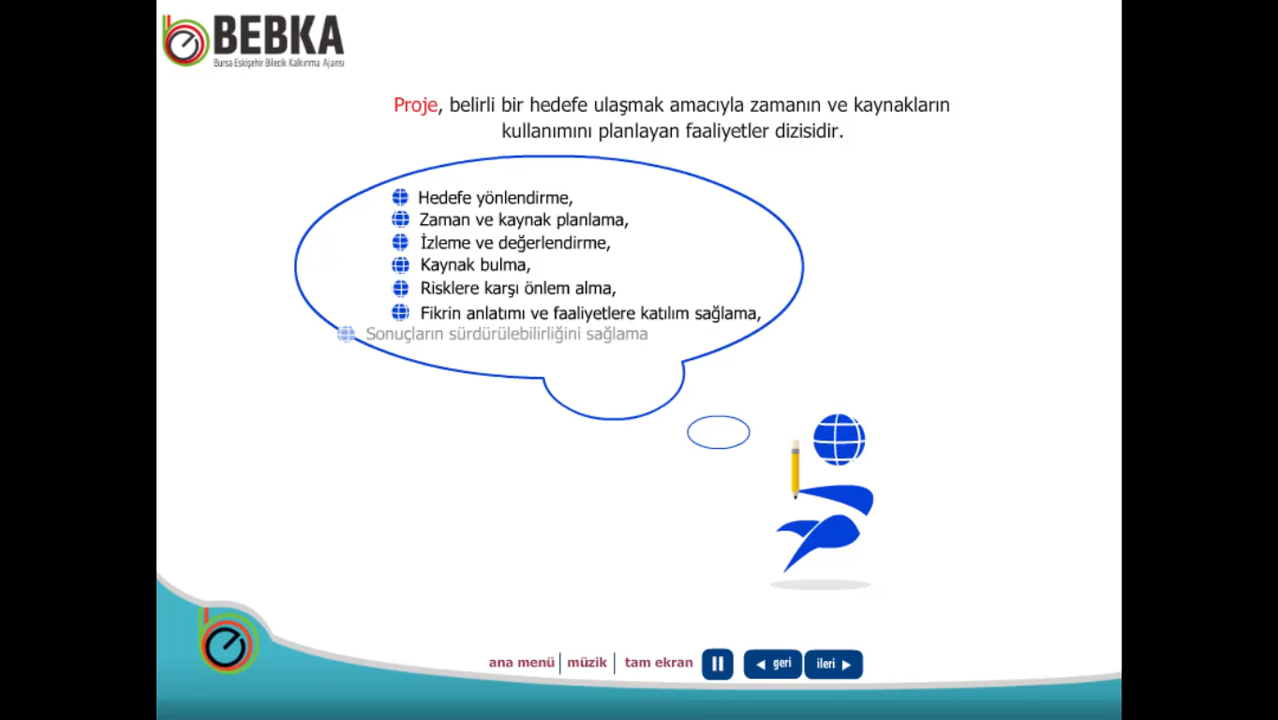 BEBKA
Bursa Eskişehir Bilecik Kalkınma Ajansı
Proje, belirli bir hedefe ulaşmak amacıyla zamanın ve kaynakların
kullanımını planlayan faaliyetler dizisidir.
Hedefe yönlendirme,
Zaman ve kaynak planlama,
İzleme ve değerlendirme,
Kaynak bulma,
Risklere karşı önlem alma,
Fikrin anlatımı ve faaliyetlere katılım sağlama,
Sonuçların sürdürülebilirliğini sağlama
ana menü müzik tam ekran geri ileri